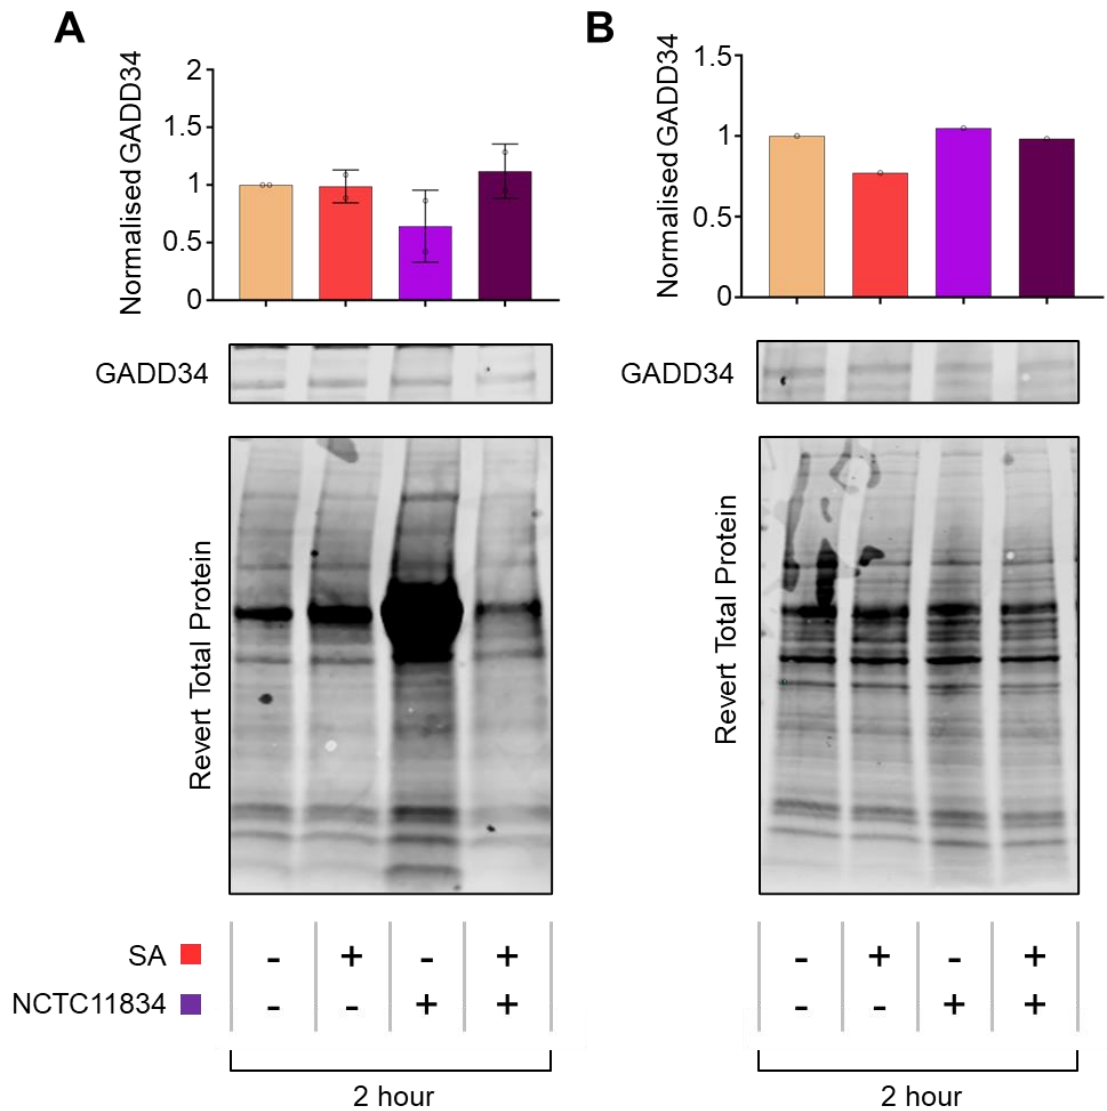 A
Normalised GADD34
2
1.5
1
0.5
0
GADD34
Revert Total Protein
SA - + - +
NCTC11834 - - + +
2 hour
B
Normalised GADD34
1.5
1
0.5
0
GADD34
Revert Total Protein
- + - +
- - + +
2 hour